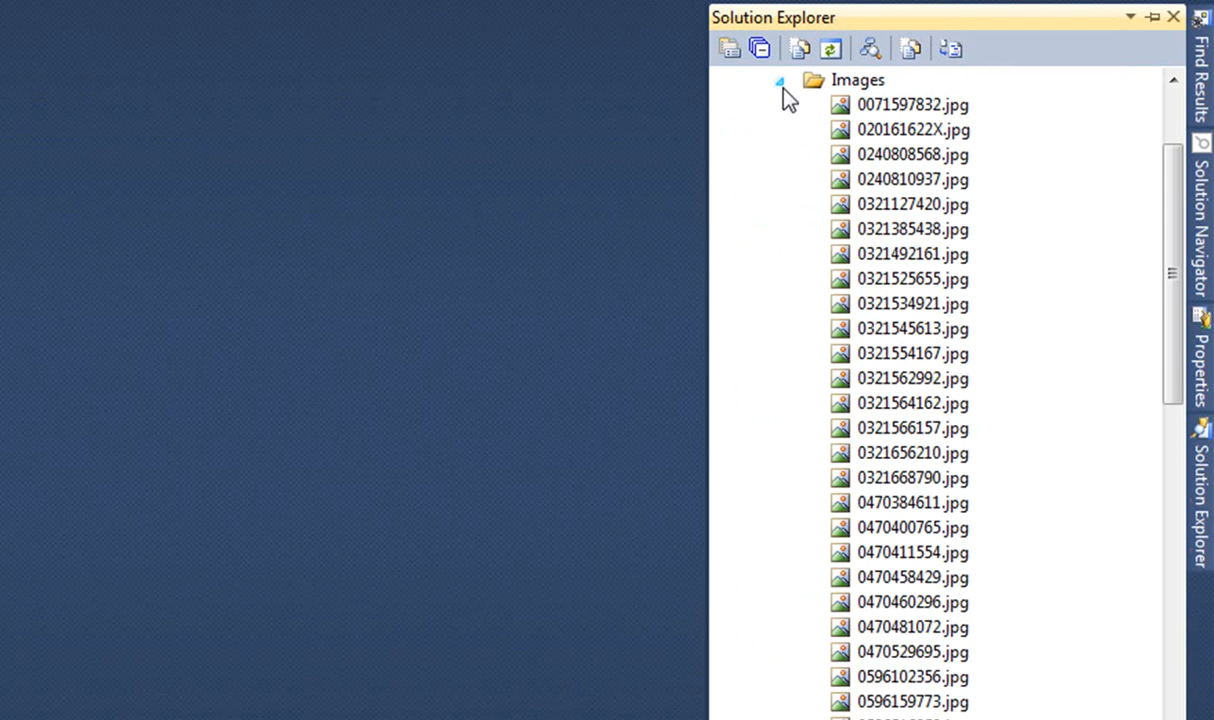 Solution Explorer
Images
0071597832.jpg
020161622X.jpg
0240808568.jpg
0240810937.jpg
0321127420.jpg
0321385438.jpg
0321492161.jpg
0321525655.jpg
0321534921.jpg
0321545613.jpg
0321554167.jpg
0321562992.jpg
0321564162.jpg
0321566157.jpg
0321656210.jpg
0321668790.jpg
0470384611.jpg
0470400765.jpg
0470411554.jpg
0470458429.jpg
0470460296.jpg
0470481072.jpg
0470529695.jpg
0596102356.jpg
0596159773.jpg
Find Results
Solution Navigator
Properties
Solution Explorer